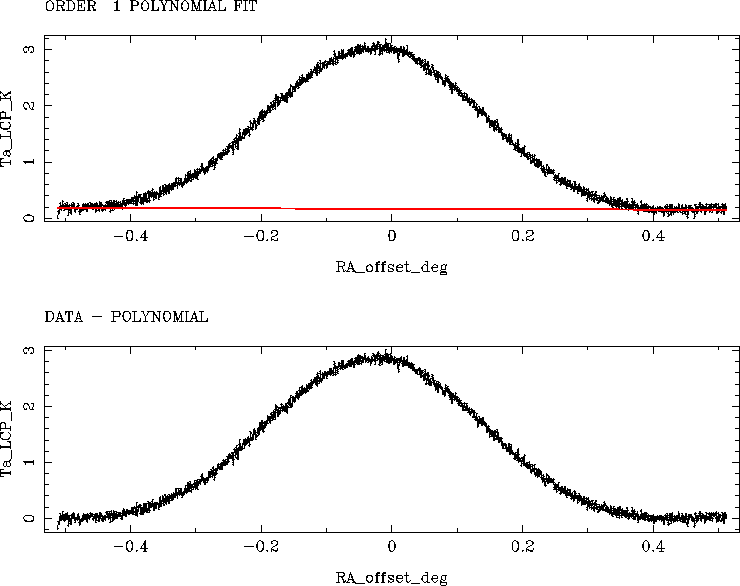 ORDER 1 POLYNOMIAL FIT
3
2
1
0
Ta_LCP_K
-0.4 -0.2 0 0.2 0.4
RA_offset_deg
DATA - POLYNOMIAL
3
2
1
0
Ta_LCP_K
-0.4 -0.2 0 0.2 0.4
RA_offset_deg